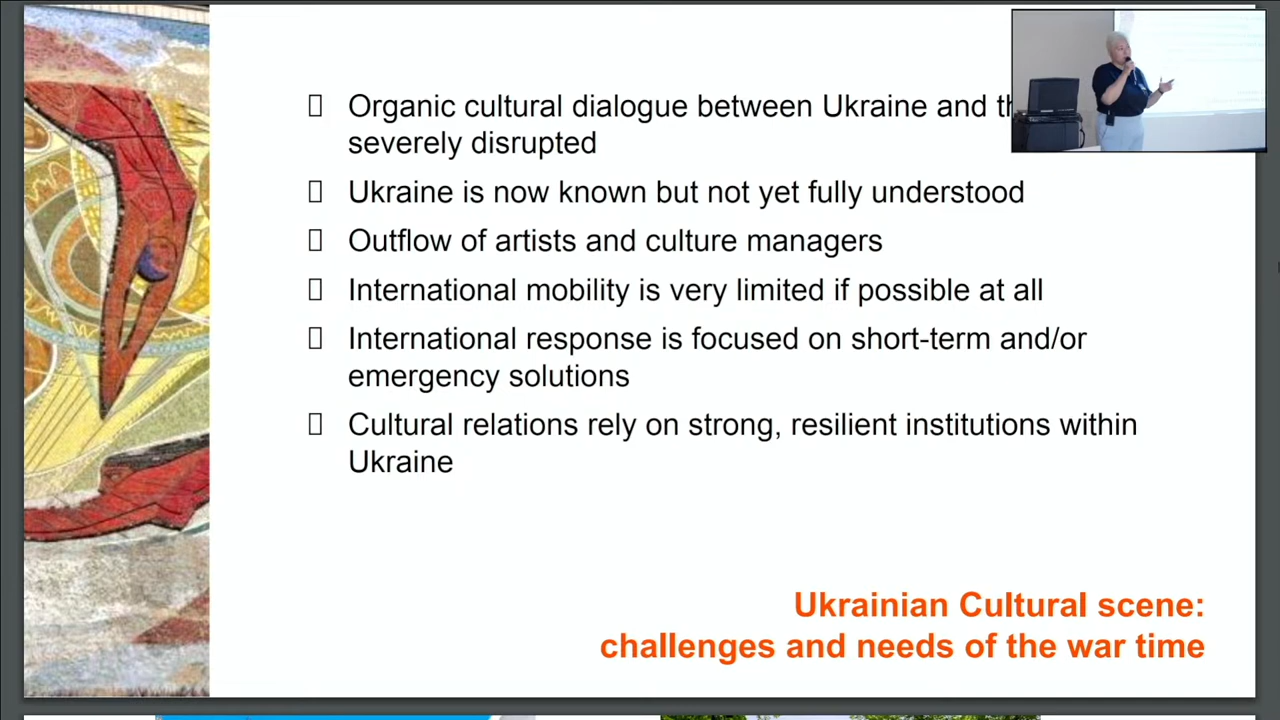 Organic cultural dialogue between Ukraine and
severely disrupted
Ukraine is now known but not yet fully understood
Outflow of artists and culture managers
International mobility is very limited if possible at all
International response is focused on short-term and/or
emergency solutions
Cultural relations rely on strong, resilient institutions within
Ukraine
Ukrainian Cultural scene:
challenges and needs of the war time